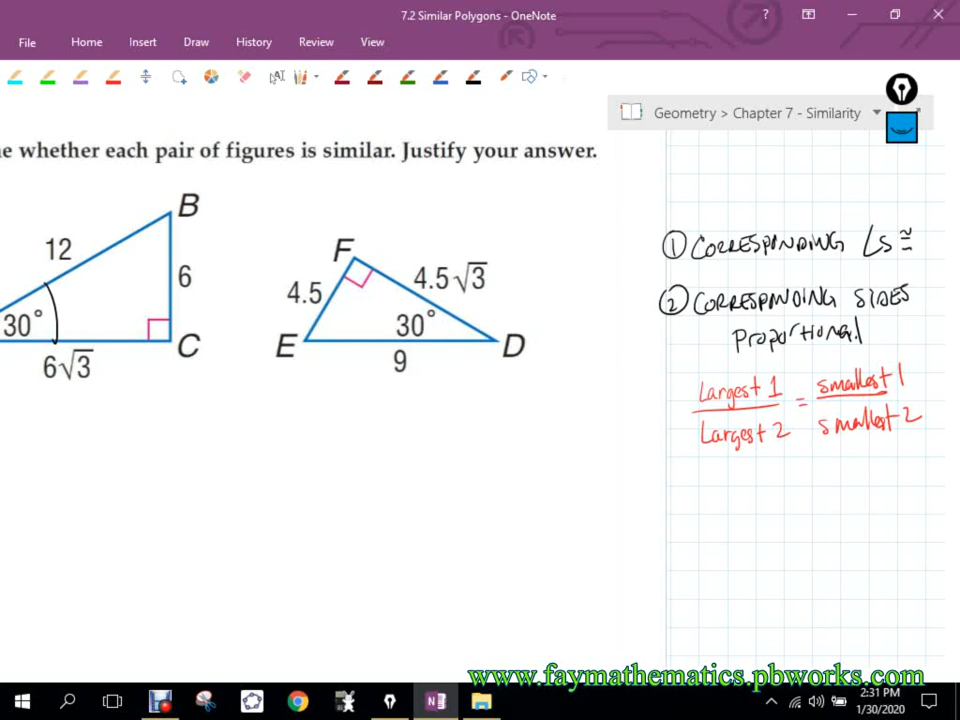 7.2 Similar Polygons - OneNote
?
File Home Insert Draw History Review View
Geometry > Chapter 7 - Similarity
whether each pair of figures is similar. Justify your answer.
B
12
6
30°
C
6√3
F
4.5
4.5√3
30°
E
D
9
① CORRESPONDING ∠s ≅
② CORRESPONDING SIDES
Proportional
Largest 1 = smallest 1
Largest 2 smallest 2
www.faymathematics.pbworks.com
2:31 PM
1/30/2020